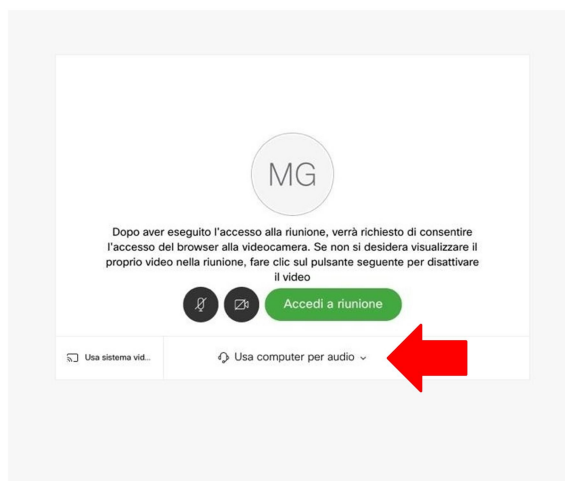 MG
Dopo aver eseguito l'accesso alla riunione, verrà richiesto di consentire
l'accesso del browser alla videocamera. Se non si desidera visualizzare il
proprio video nella riunione, fare clic sul pulsante seguente per disattivare
il video
Accedi a riunione
Usa sistema vid...
Usa computer per audio